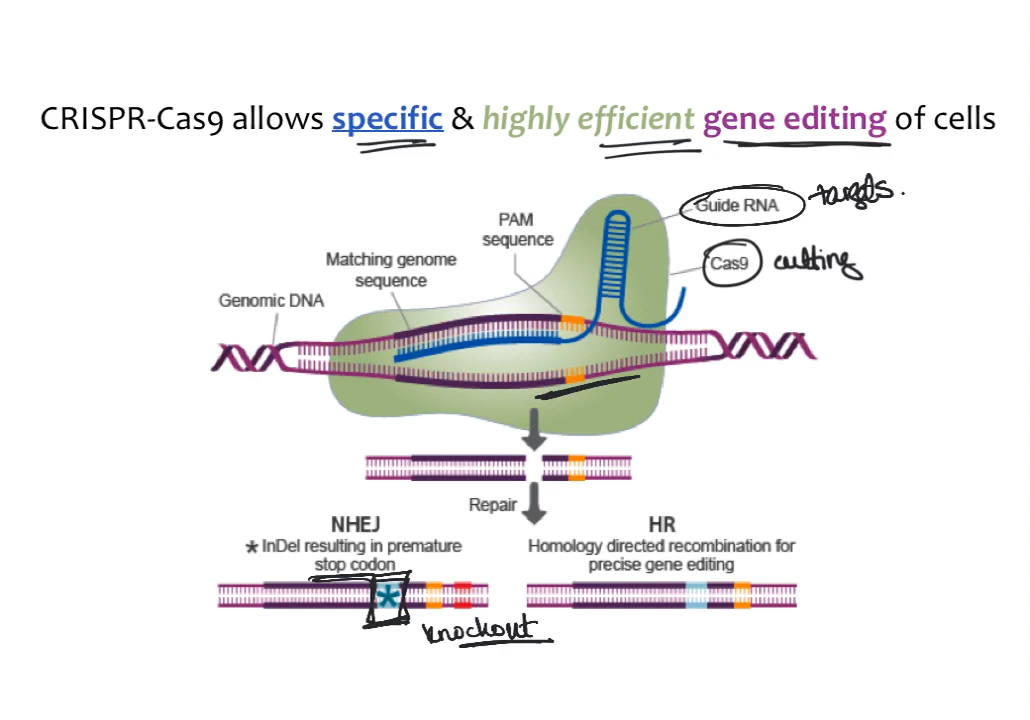 CRISPR-Cas9 allows specific & highly efficient gene editing of cells
Guide RNA
targets.
PAM
sequence
Cas9
cutting
Matching genome
sequence
Genomic DNA
Repair
NHEJ
* InDel resulting in premature
stop codon
*
knockout
HR
Homology directed recombination for
precise gene editing